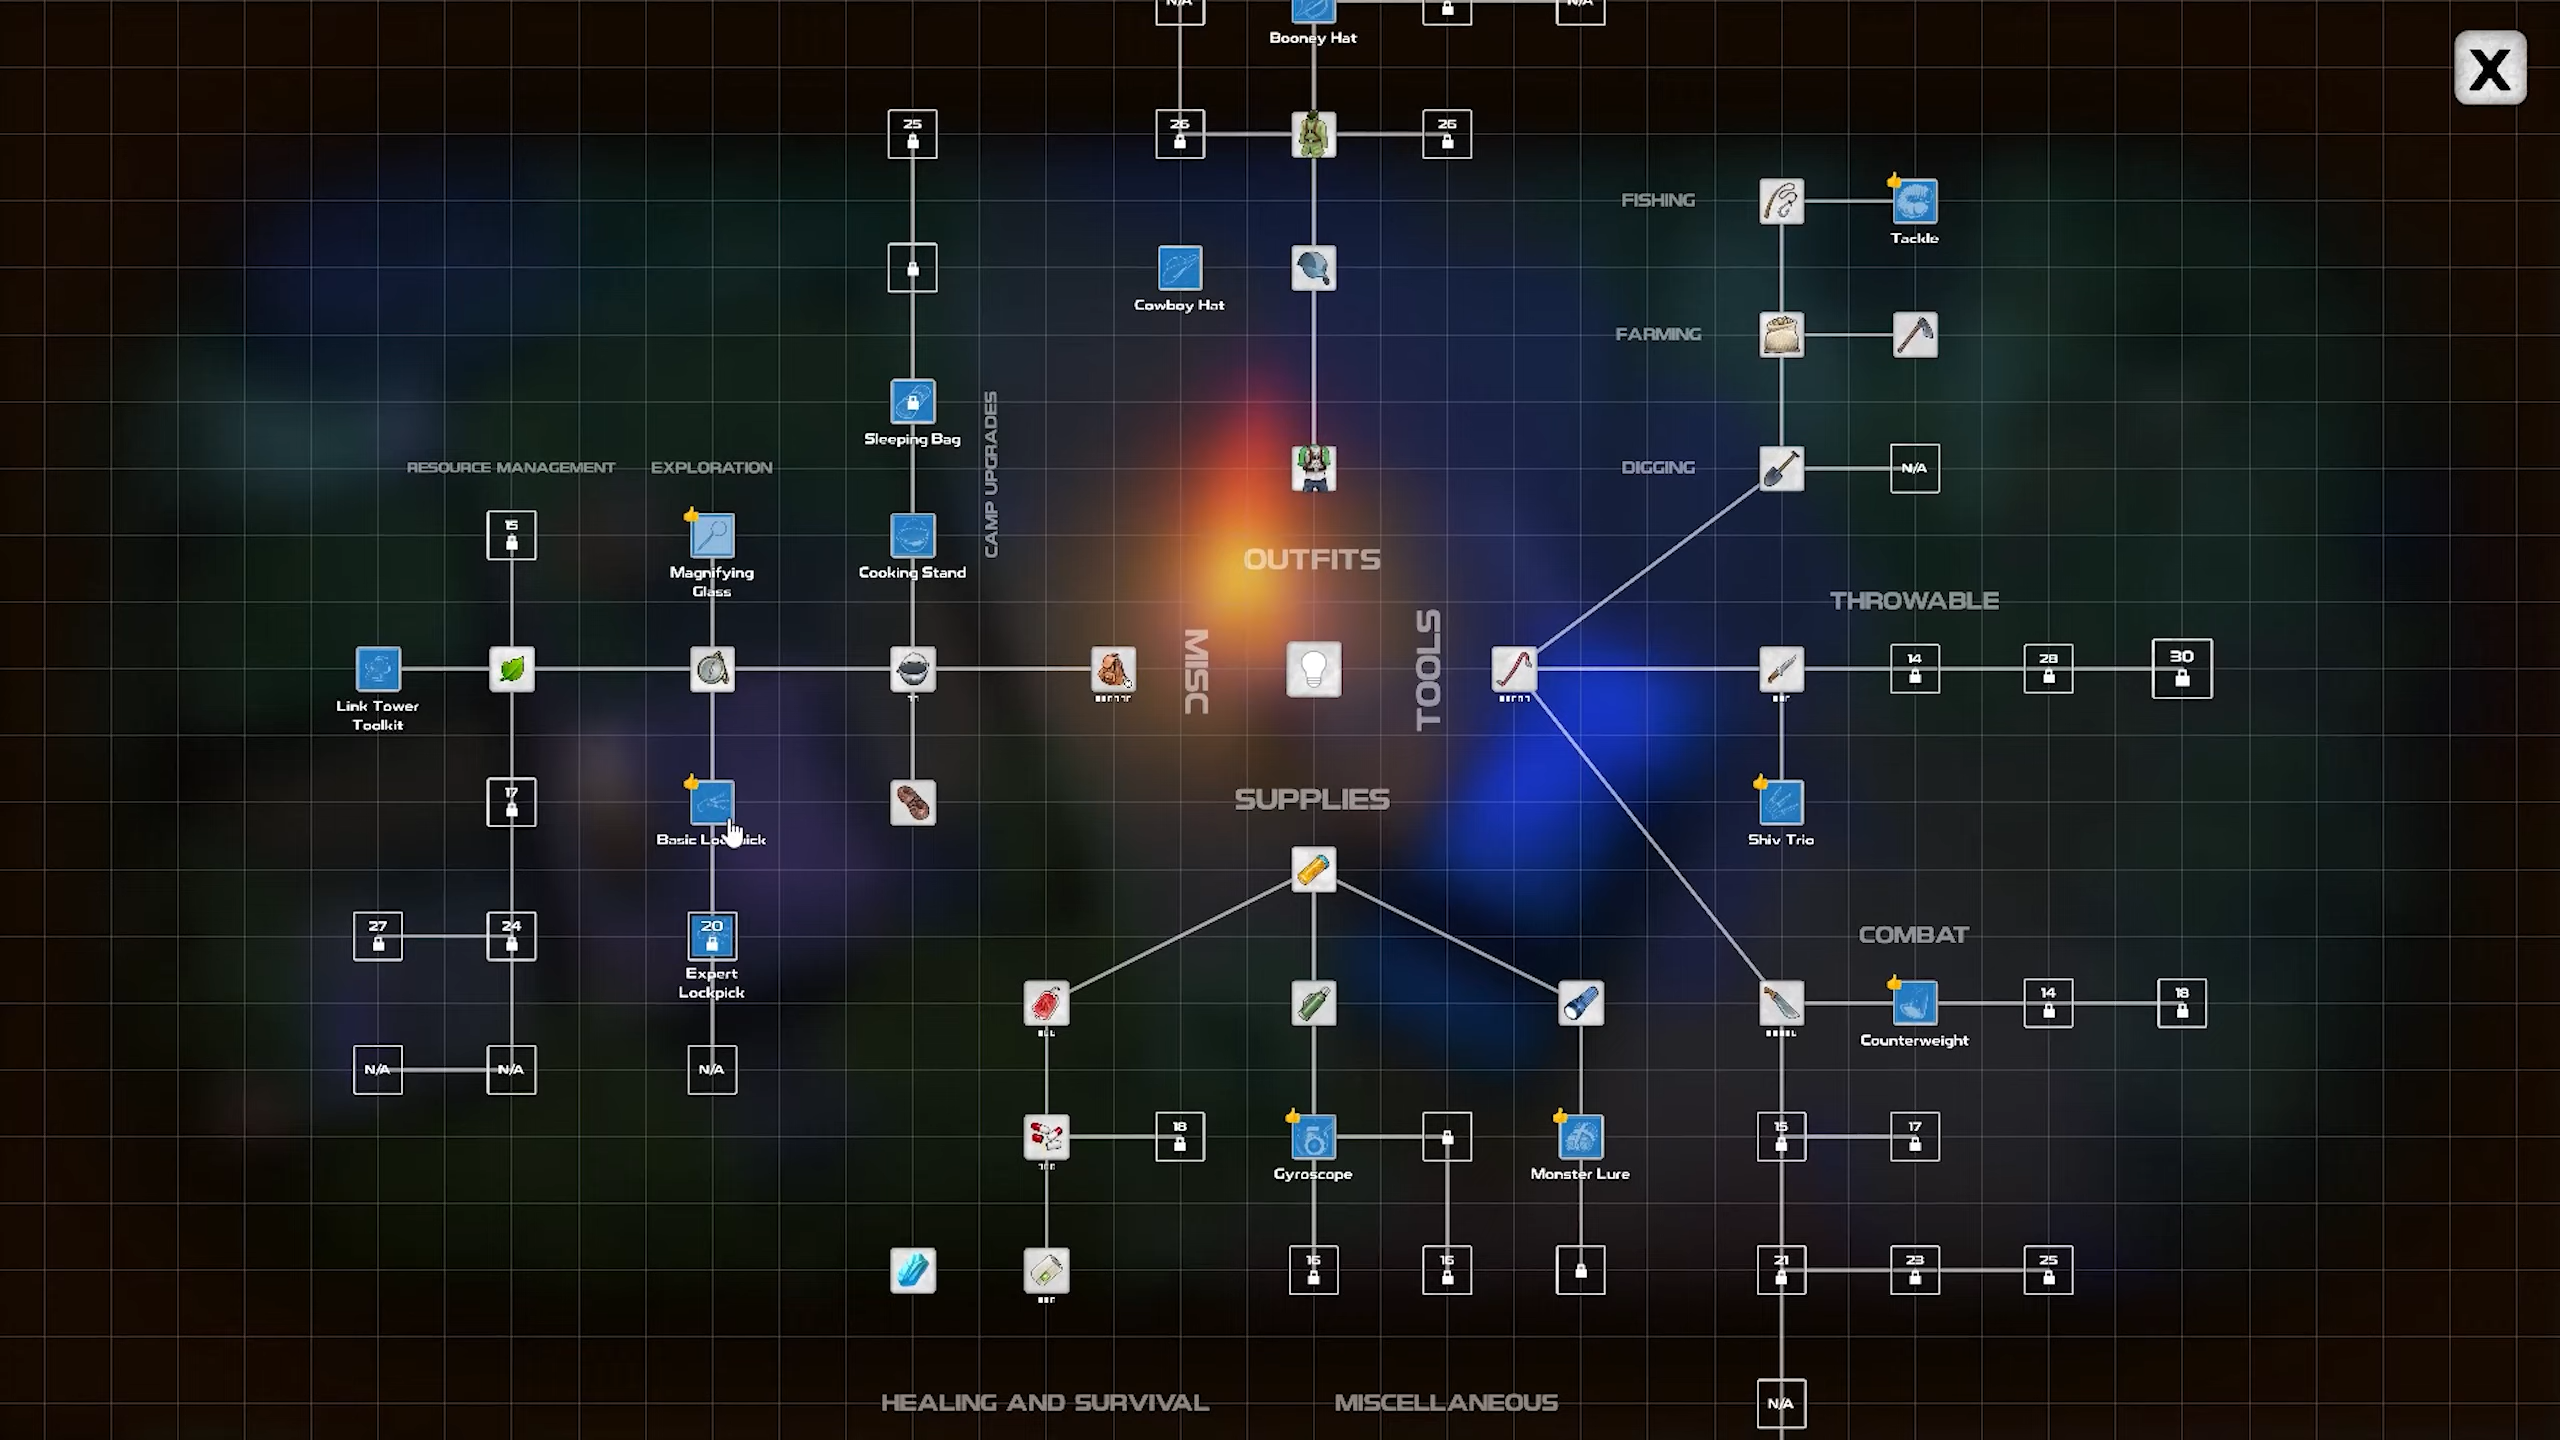 N/A
N/A
Booney Hat
X
25
26
26
FISHING
Tackle
Cowboy Hat
FARMING
Sleeping Bag
CAMP UPGRADES
RESOURCE MANAGEMENT
EXPLORATION
DIGGING
N/A
15
Magnifying
Glass
Cooking Stand
OUTFITS
THROWABLE
MISC
TOOLS
14
28
30
Link Tower
Toolkit
17
Basic
SUPPLIES
Shiv Trio
27
24
20
Expert
Lockpick
COMBAT
14
18
Counterweight
N/A
N/A
N/A
18
Gyroscope
Monster Lure
15
17
16
16
21
23
25
HEALING AND SURVIVAL
MISCELLANEOUS
N/A